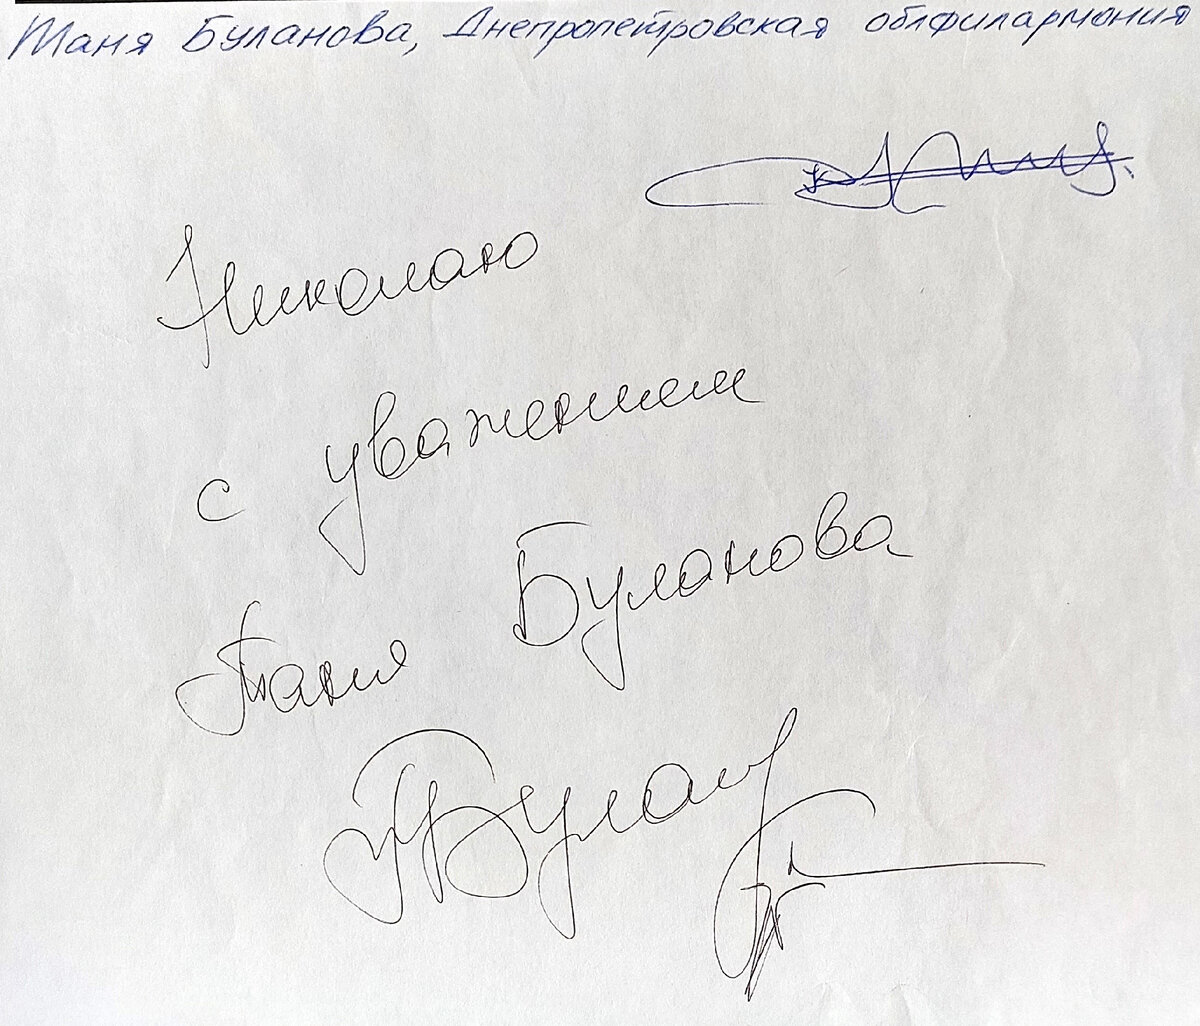 Таня Буланова, Днепропетровская облфилармония
Николаю
с уважением
Таня Буланова